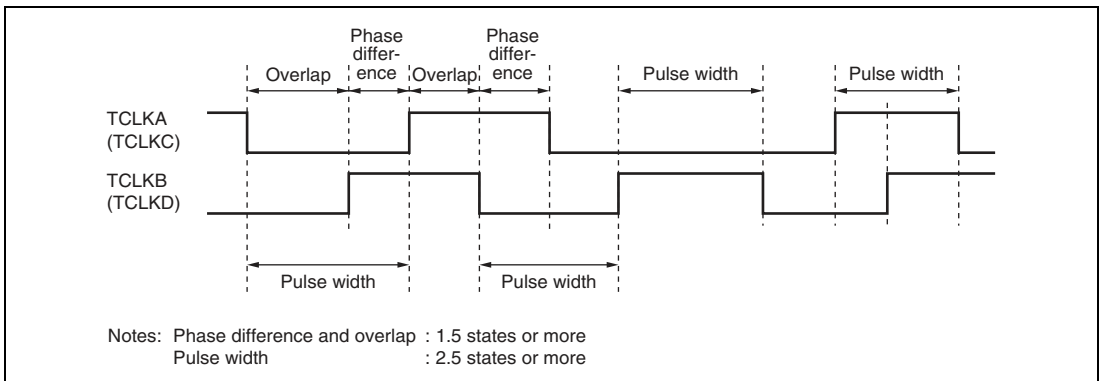 Phase
differ-
ence
Phase
differ-
ence
Overlap
Overlap
Pulse width
Pulse width
TCLKA
(TCLKC)
TCLKB
(TCLKD)
Pulse width
Pulse width
Notes: Phase difference and overlap : 1.5 states or more
Pulse width : 2.5 states or more